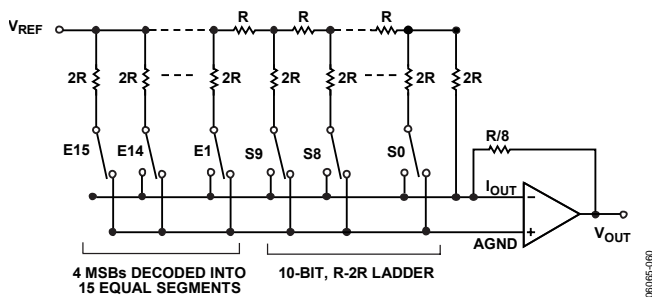 VREF
R R R
2R 2R 2R 2R 2R 2R 2R
R/8
E15 E14 E1 S9 S8 S0
IOUT
AGND
VOUT
4 MSBs DECODED INTO
15 EQUAL SEGMENTS
10-BIT, R-2R LADDER
06065-060